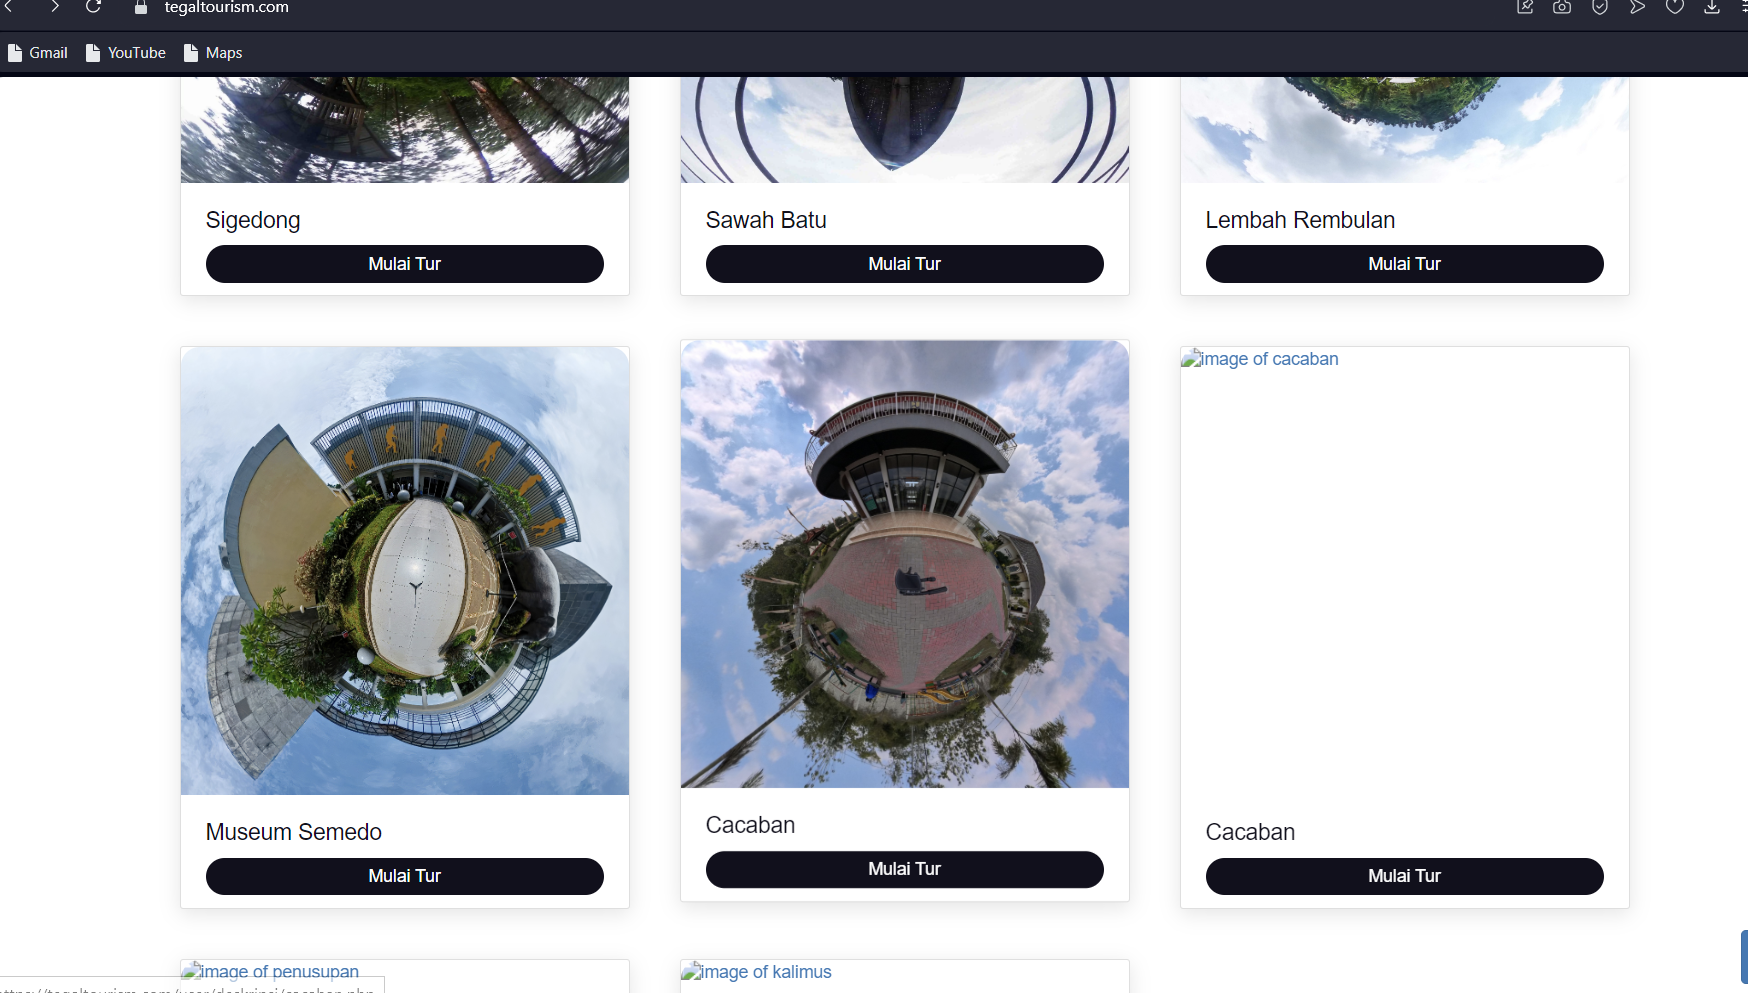 tegaltourism.com
Gmail YouTube Maps
Sigedong
Mulai Tur
Sawah Batu
Mulai Tur
Lembah Rembulan
Mulai Tur
Museum Semedo
Mulai Tur
Cacaban
Mulai Tur
image of cacaban
Cacaban
Mulai Tur
image of penusupan
image of kalimus